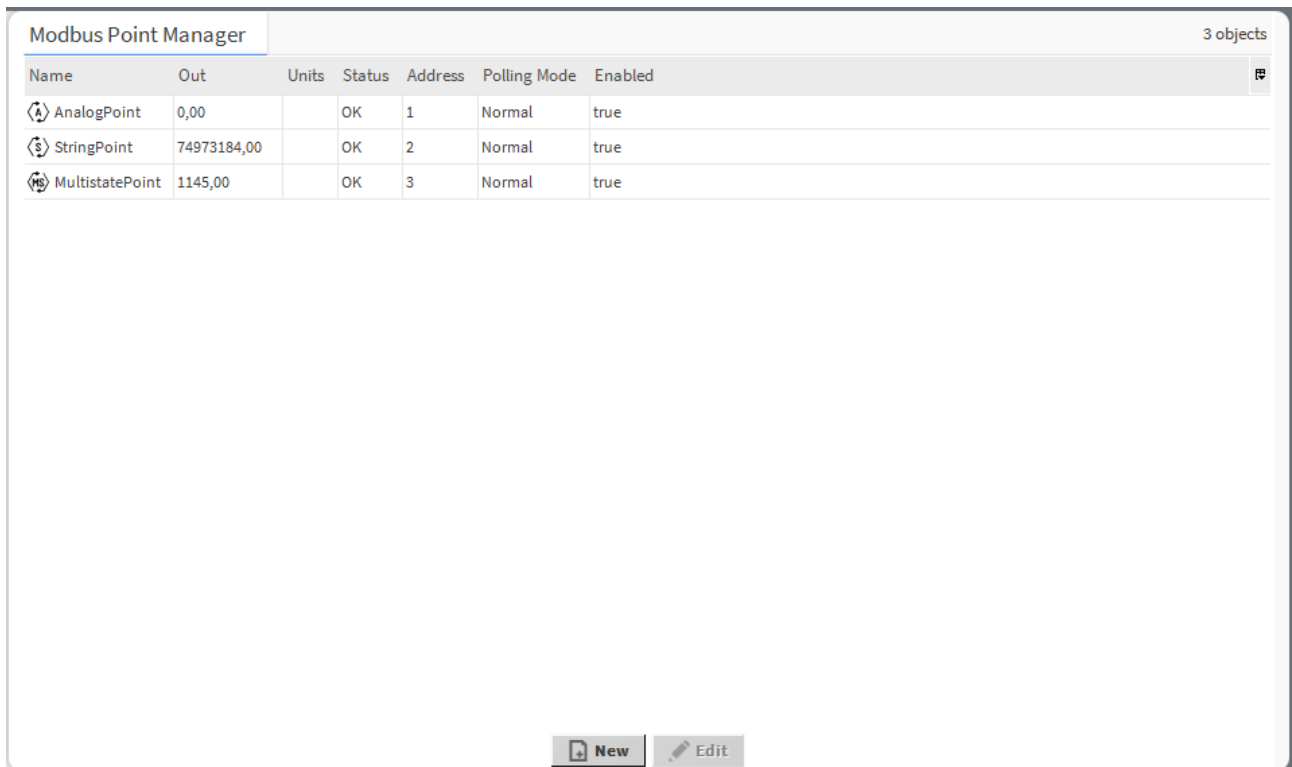 Modbus Point Manager 3 objects
Name Out Units Status Address Polling Mode Enabled
A AnalogPoint 0,00 OK 1 Normal true
S StringPoint 74973184,00 OK 2 Normal true
MS MultistatePoint 1145,00 OK 3 Normal true
New Edit